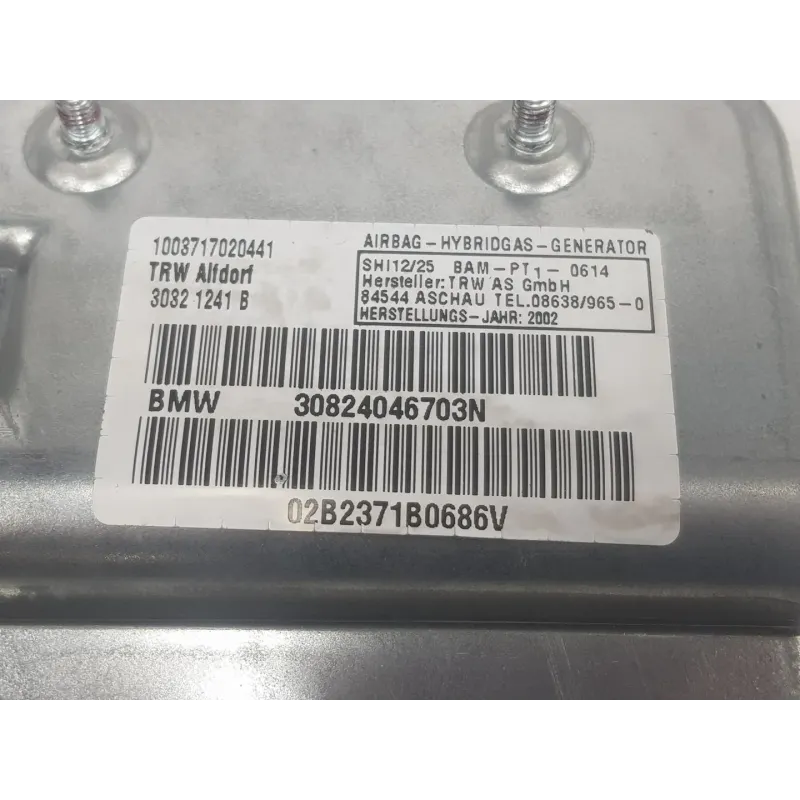 1003717020441
TRW Alfdorf
3032 1241 B
AIRBAG-HYBRIDGAS-GENERATOR
SHI12/25 BAM-PT1-0614
Hersteller: TRW AS GmbH
84544 ASCHAU TEL.08638/965-0
HERSTELLUNGS-JAHR: 2002
BMW 30824046703N
02B2371B0686V